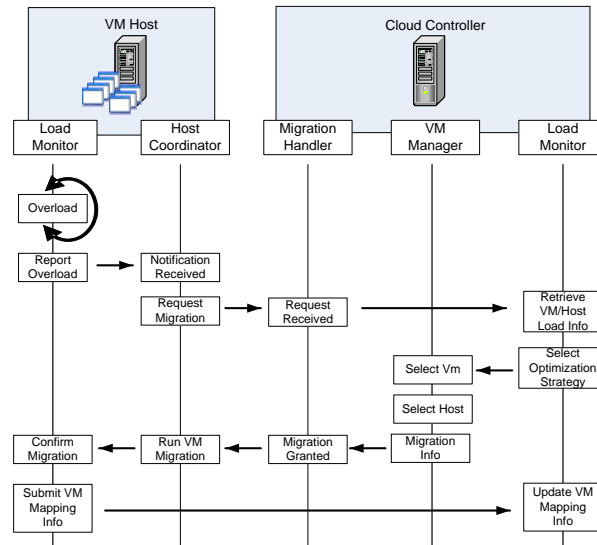 VM Host
Cloud Controller
Load
Monitor
Host
Coordinator
Migration
Handler
VM
Manager
Load
Monitor
Overload
Report
Overload
Notification
Received
Request
Migration
Request
Received
Retrieve
VM/Host
Load Info
Select Vm
Select
Optimization
Strategy
Select Host
Confirm
Migration
Run VM
Migration
Migration
Granted
Migration
Info
Submit VM
Mapping
Info
Update VM
Mapping
Info